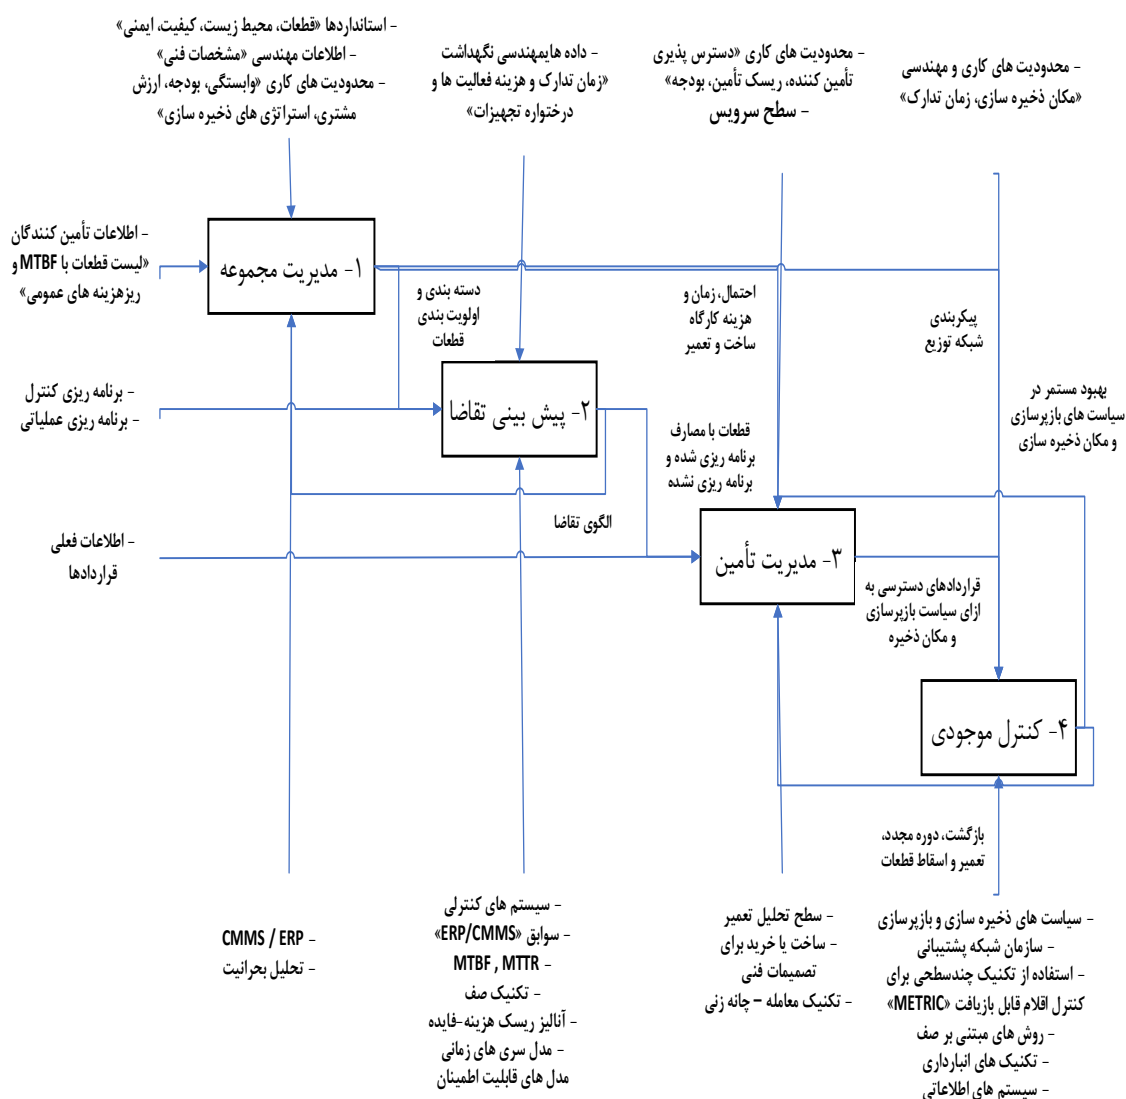 - استانداردها «قطعات، محیط زیست، کیفیت، ایمنی»
- اطلاعات مهندسی «مشخصات فنی»
- محدودیت های کاری «وابستگی، بودجه، ارزش
مشتری، استراتژی های ذخیره سازی»
- داده هایمهندسی نگهداشت
«زمان تدارک و هزینه فعالیت ها و
درختواره تجهیزات»
- محدودیت های کاری «دسترس پذیری
تأمین کننده، ریسک تأمین، بودجه»
- سطح سرویس
- محدودیت های کاری و مهندسی
«مکان ذخیره سازی، زمان تدارک»
- اطلاعات تأمین کنندگان
«لیست قطعات با MTBF و
ریزهزینه های عمومی»
۱- مدیریت مجموعه
دسته بندی و
اولویت بندی
قطعات
احتمال، زمان و
هزینه کارگاه
ساخت و تعمیر
پیکربندی
شبکه توزیع
- برنامه ریزی کنترل
- برنامه ریزی عملیاتی
۲- پیش بینی تقاضا
قطعات با مصارف
برنامه ریزی شده و
برنامه ریزی نشده
بهبود مستمر در
سیاست های بازپرسازی
و مکان ذخیره سازی
الگوی تقاضا
- اطلاعات فعلی
قراردادها
۳- مدیریت تأمین
قراردادهای دسترسی به
ازای سیاست بازپرسازی
و مکان ذخیره
۴- کنترل موجودی
بازگشت، دوره مجدد،
تعمیر و اسقاط قطعات
- CMMS / ERP
- تحلیل بحرانیت
- سیستم های کنترلی
- سوابق «ERP/CMMS»
- MTBF , MTTR
- تکنیک صف
- آنالیز ریسک هزینه-فایده
- مدل سری های زمانی
مدل های قابلیت اطمینان
- سطح تحلیل تعمیر
- ساخت یا خرید برای
تصمیمات فنی
- تکنیک معامله – چانه زنی
- سیاست های ذخیره سازی و بازپرسازی
- سازمان شبکه پشتیبانی
- استفاده از تکنیک چندسطحی برای
کنترل اقلام قابل بازیافت «METRIC»
- روش های مبتنی بر صف
- تکنیک های انبارداری
- سیستم های اطلاعاتی